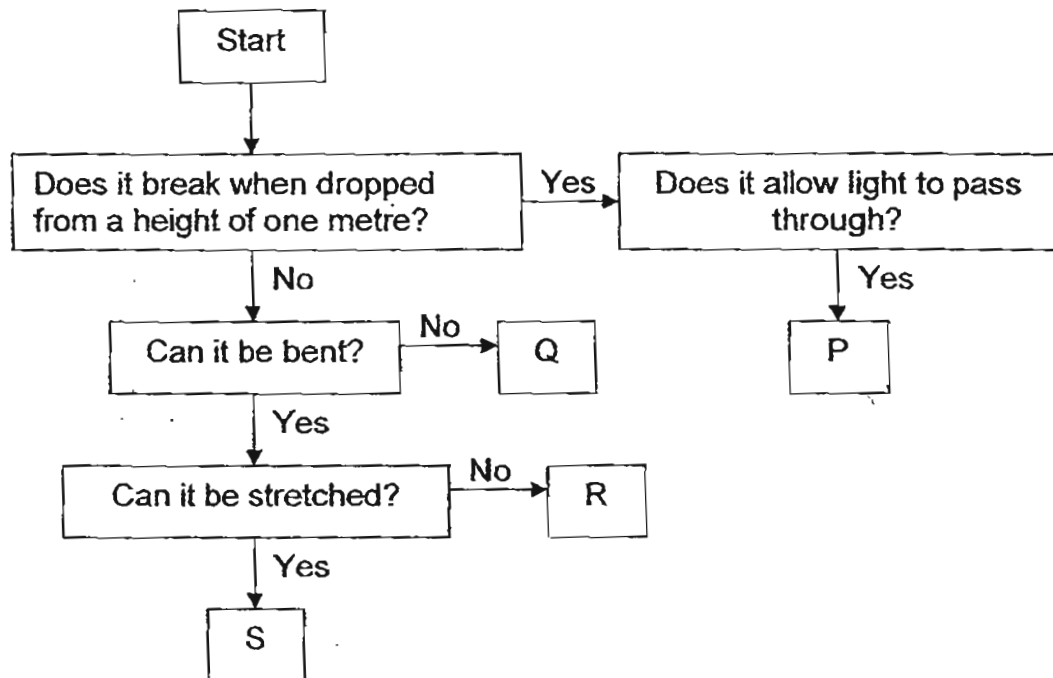 Start
Does it break when dropped
from a height of one metre?
Yes
Does it allow light to pass
through?
No
Yes
Can it be bent?
No
Q
P
Yes
Can it be stretched?
No
R
Yes
S